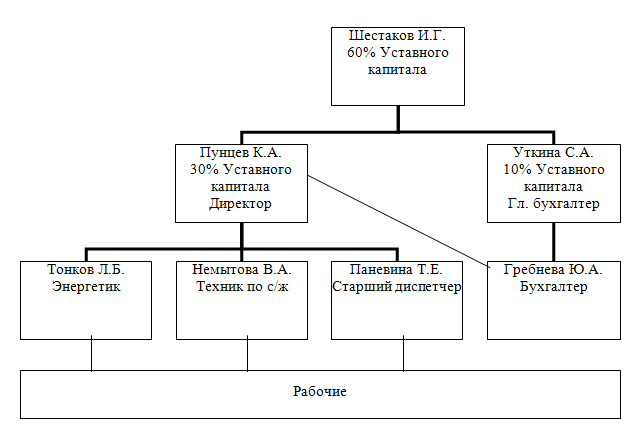 Шестаков И.Г.
60% Уставного
капитала
Пунцев К.А.
30% Уставного
капитала
Директор
Уткина С.А.
10% Уставного
капитала
Гл. бухгалтер
Тонков Л.Б.
Энергетик
Немытова В.А.
Техник по с/ж
Паневина Т.Е.
Старший диспетчер
Гребнева Ю.А.
Бухгалтер
Рабочие